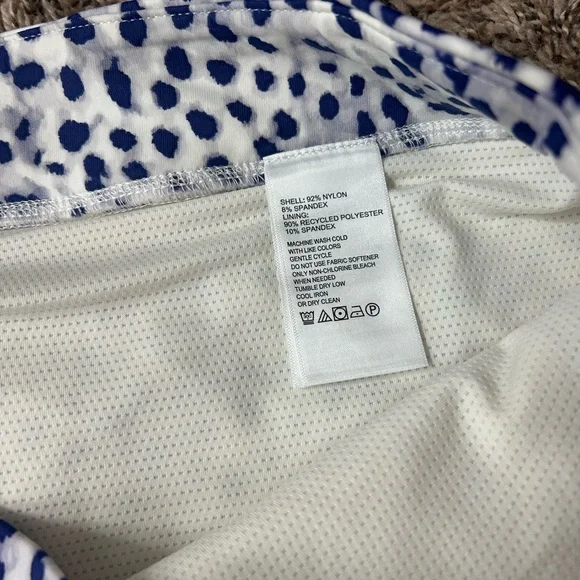 SHELL: 92% NYLON
8% SPANDEX
LINING:
90% RECYCLED POLYESTER
10% SPANDEX
MACHINE WASH COLD
WITH LIKE COLORS
GENTLE CYCLE
DO NOT USE FABRIC SOFTENER
ONLY NON-CHLORINE BLEACH
WHEN NEEDED
TUMBLE DRY LOW
COOL IRON
OR DRY CLEAN